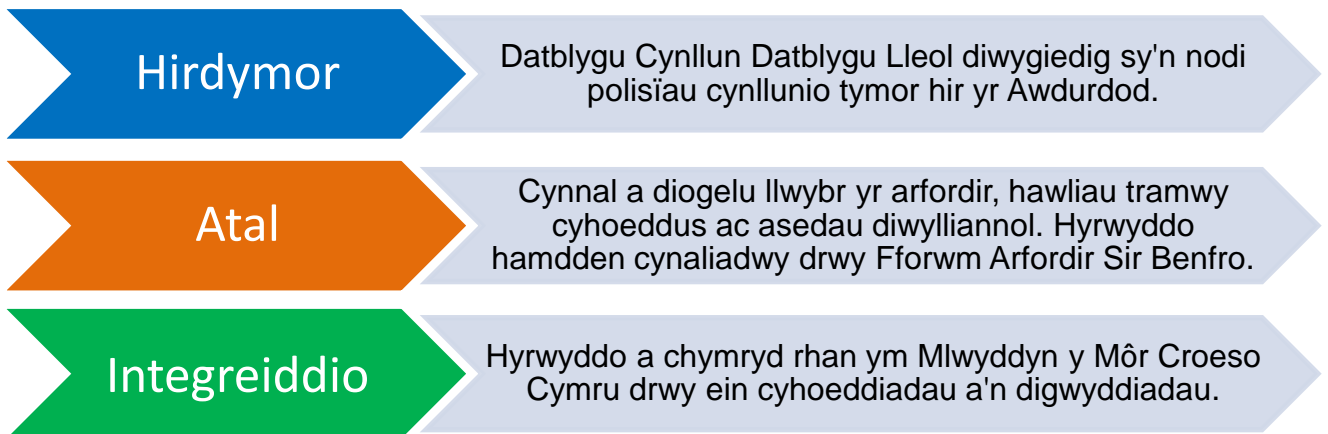 Hirdymor
Datblygu Cynllun Datblygu Lleol diwygiedig sy'n nodi
polisïau cynllunio tymor hir yr Awdurdod.
Atal
Cynnal a diogelu llwybr yr arfordir, hawliau tramwy
cyhoeddus ac asedau diwylliannol. Hyrwyddo
hamdden cynaliadwy drwy Fforwm Arfordir Sir Benfro.
Integreiddio
Hyrwyddo a chymryd rhan ym Mlwyddyn y Môr Croeso
Cymru drwy ein cyhoeddiadau a'n digwyddiadau.